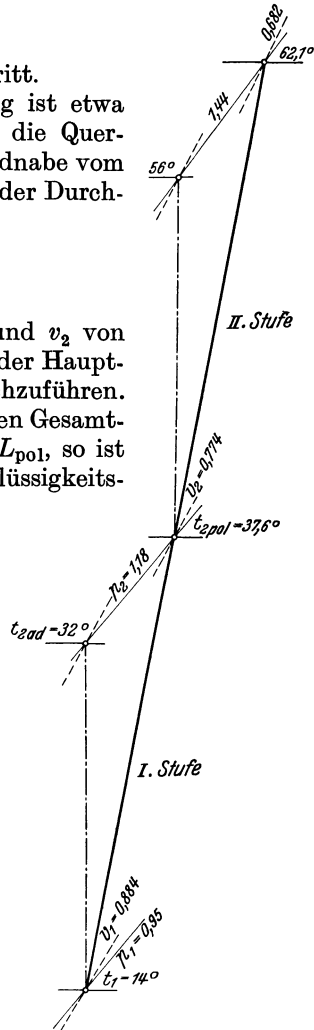 ritt.
g ist etwa
die Quer-
dnabe vom
der Durch-
und v₂ von
der Haupt-
hzuführen.
en Gesamt-
L_pol, so ist
lüssigkeits-
0,682
62,1°
1,44
56°
II. Stufe
v₂=0,774
t₂pol=37,6°
p₂=1,18
t₂ad=32°
I. Stufe
v₁=0,884
p₁=0,95
t₁=14°